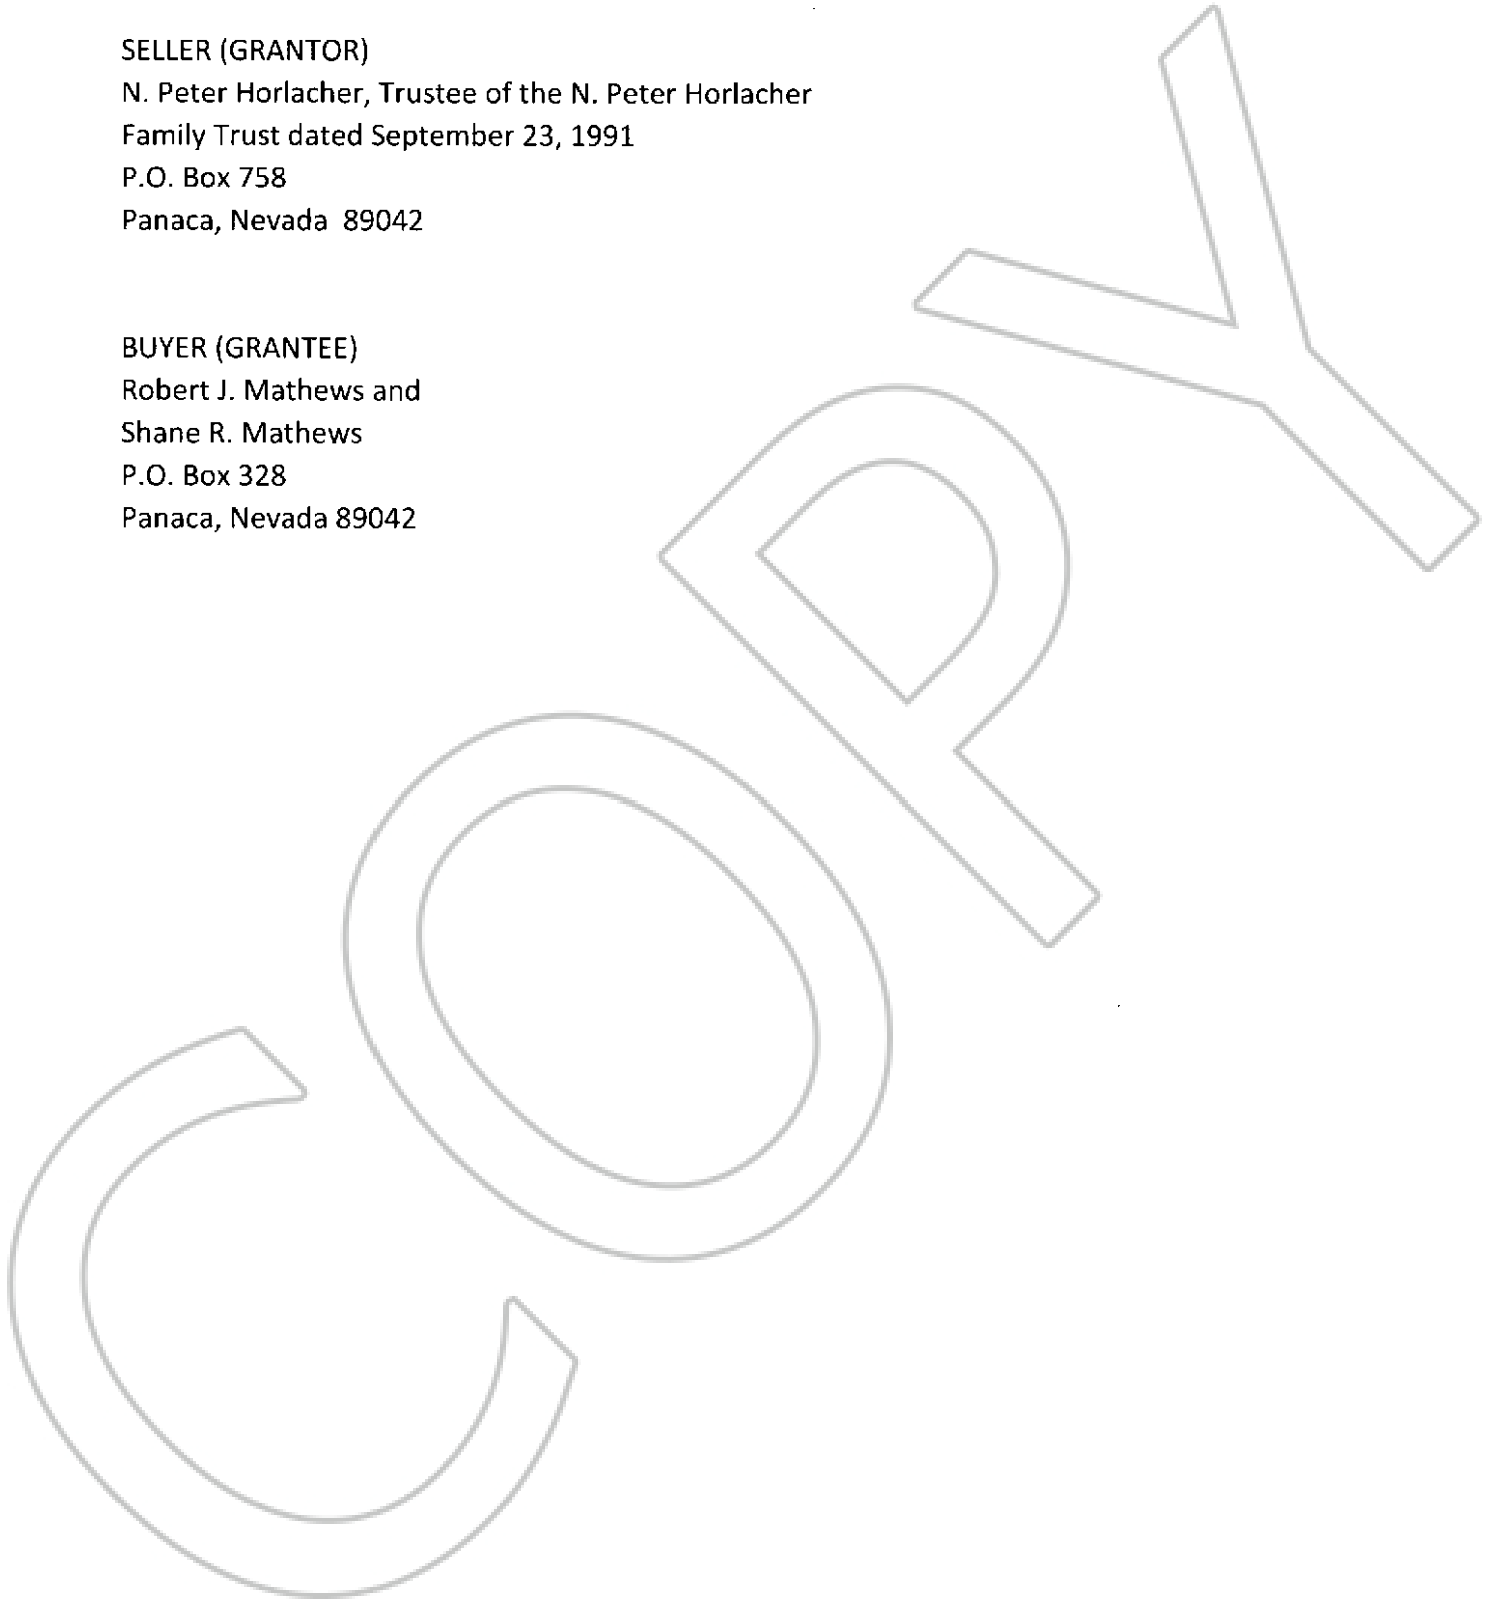 SELLER (GRANTOR)
N. Peter Horlacher, Trustee of the N. Peter Horlacher
Family Trust dated September 23, 1991
P.O. Box 758
Panaca, Nevada  89042
BUYER (GRANTEE)
Robert J. Mathews and
Shane R. Mathews
P.O. Box 328
Panaca, Nevada 89042
COPY